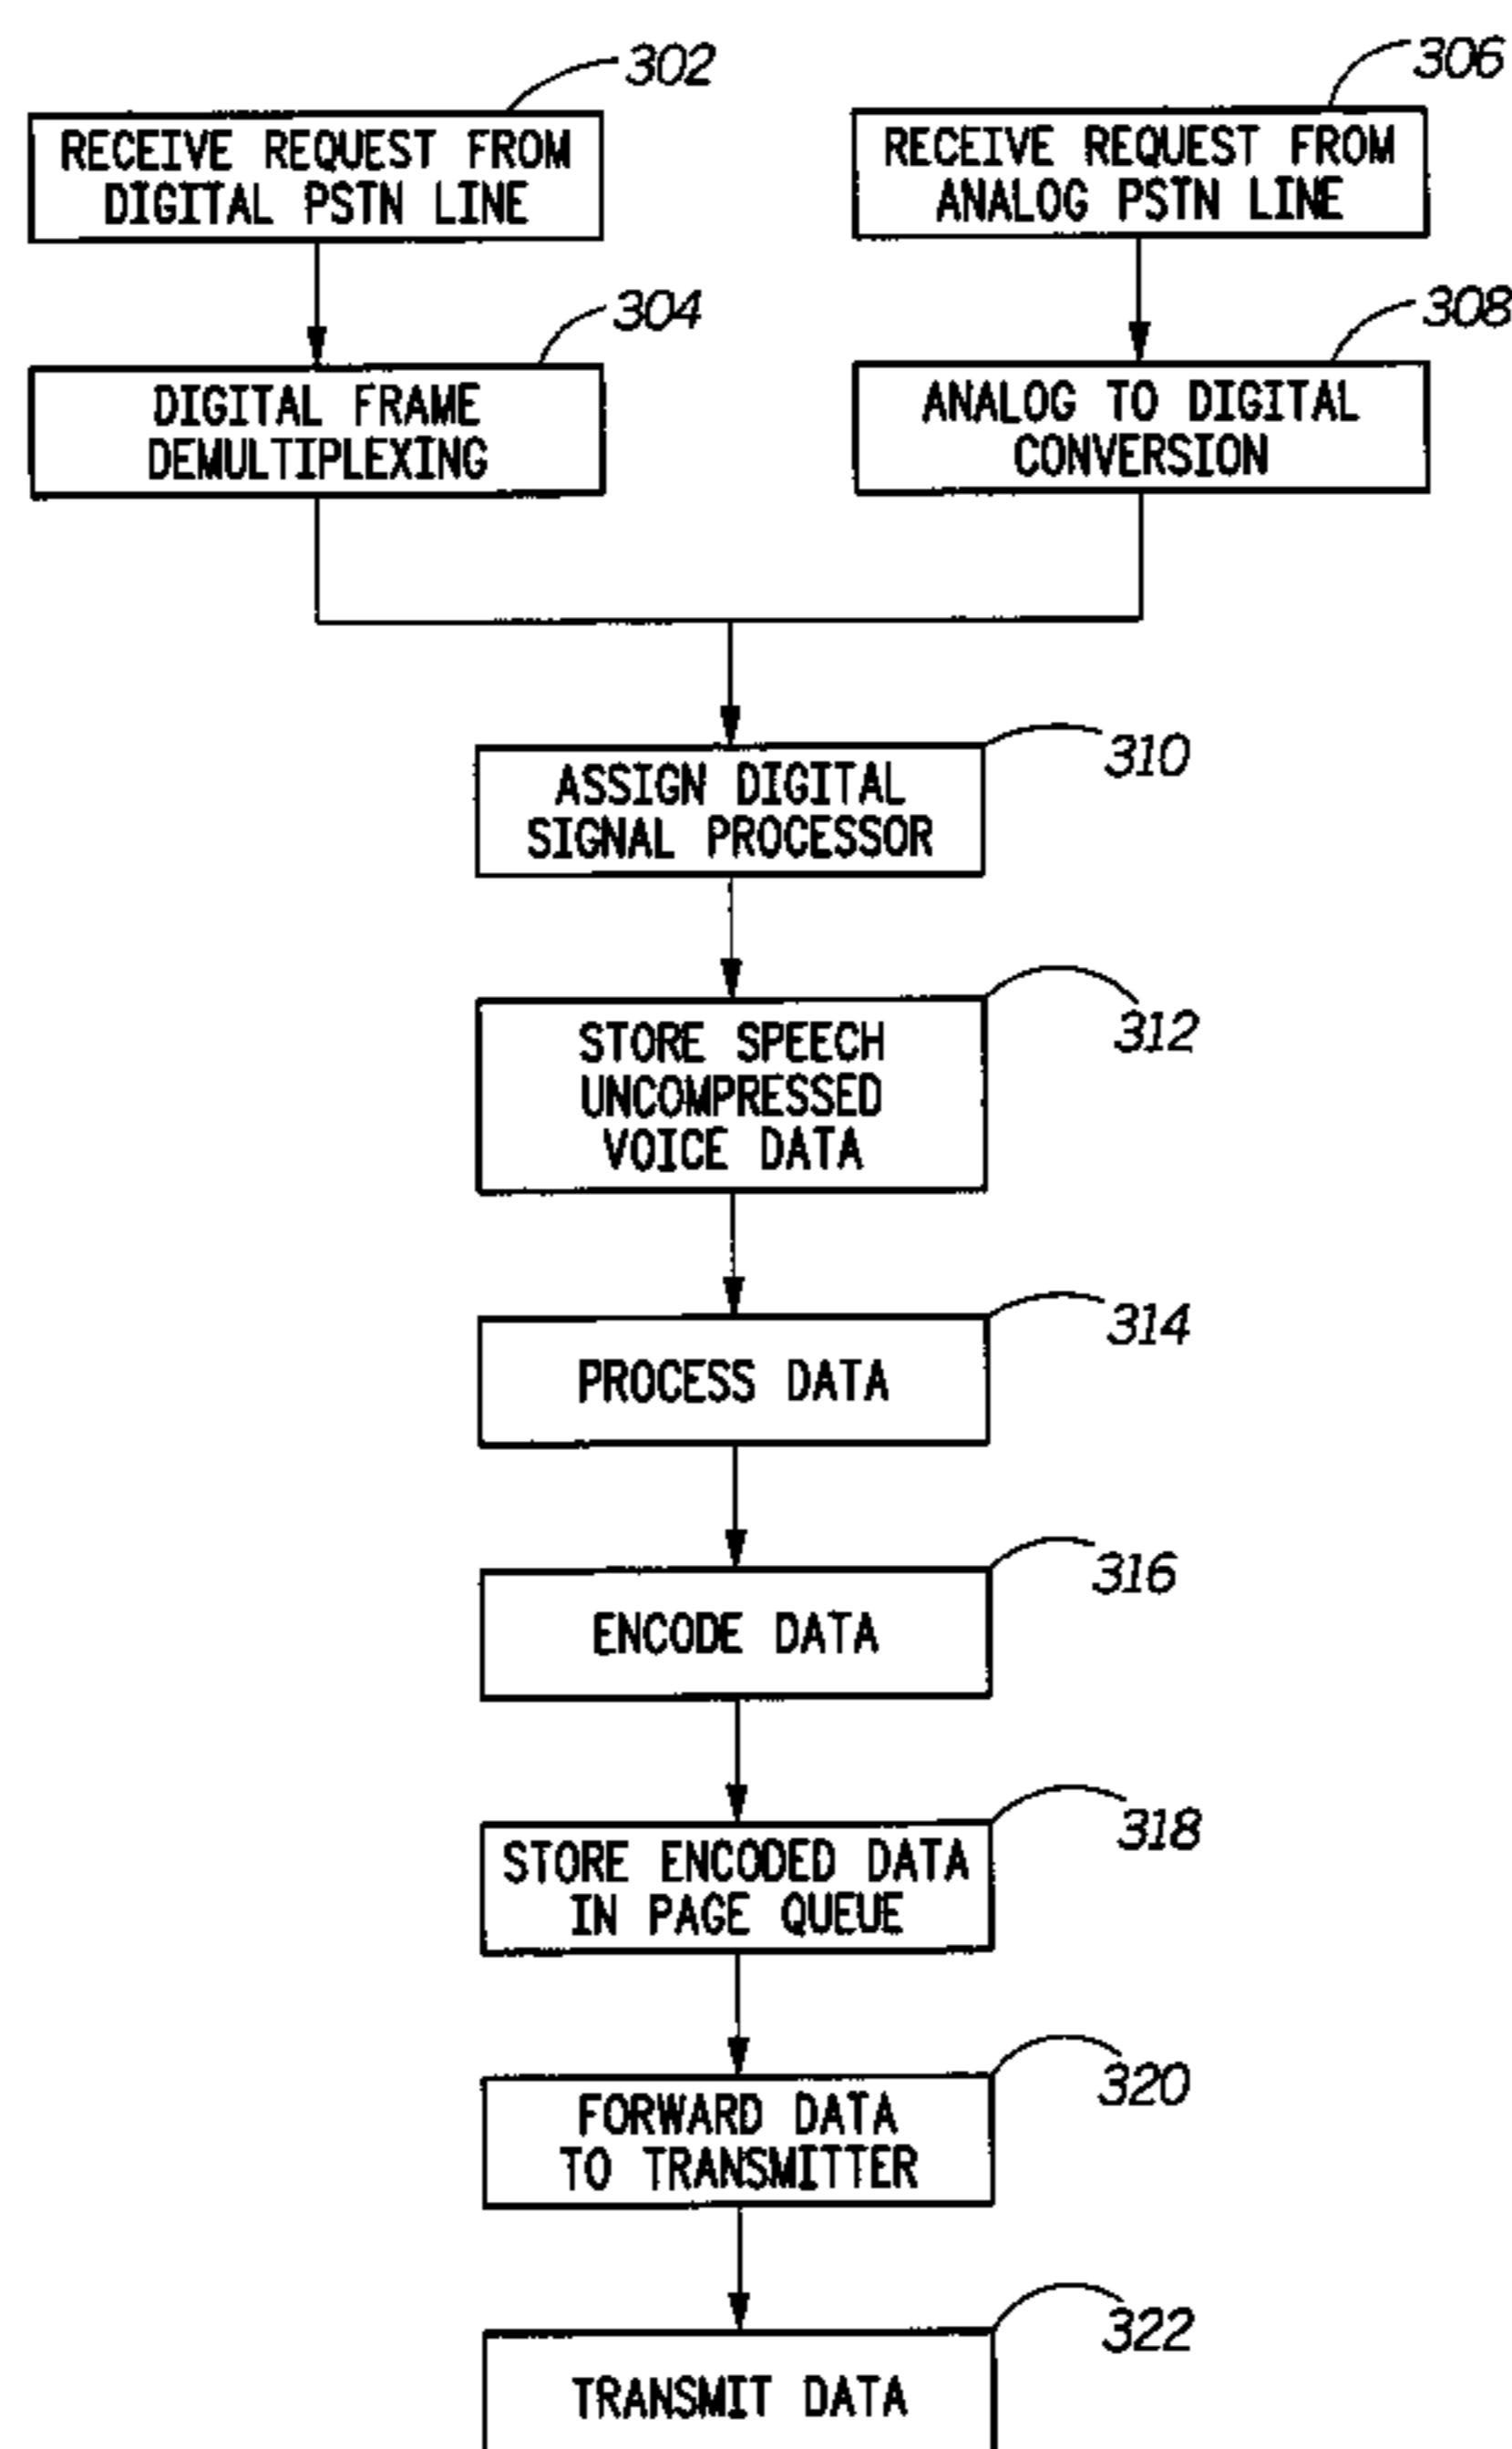 302
RECEIVE REQUEST FROM
DIGITAL PSTN LINE
306
RECEIVE REQUEST FROM
ANALOG PSTN LINE
304
DIGITAL FRAME
DEMULTIPLEXING
308
ANALOG TO DIGITAL
CONVERSION
310
ASSIGN DIGITAL
SIGNAL PROCESSOR
312
STORE SPEECH
UNCOMPRESSED
VOICE DATA
314
PROCESS DATA
316
ENCODE DATA
318
STORE ENCODED DATA
IN PAGE QUEUE
320
FORWARD DATA
TO TRANSMITTER
322
TRANSMIT DATA